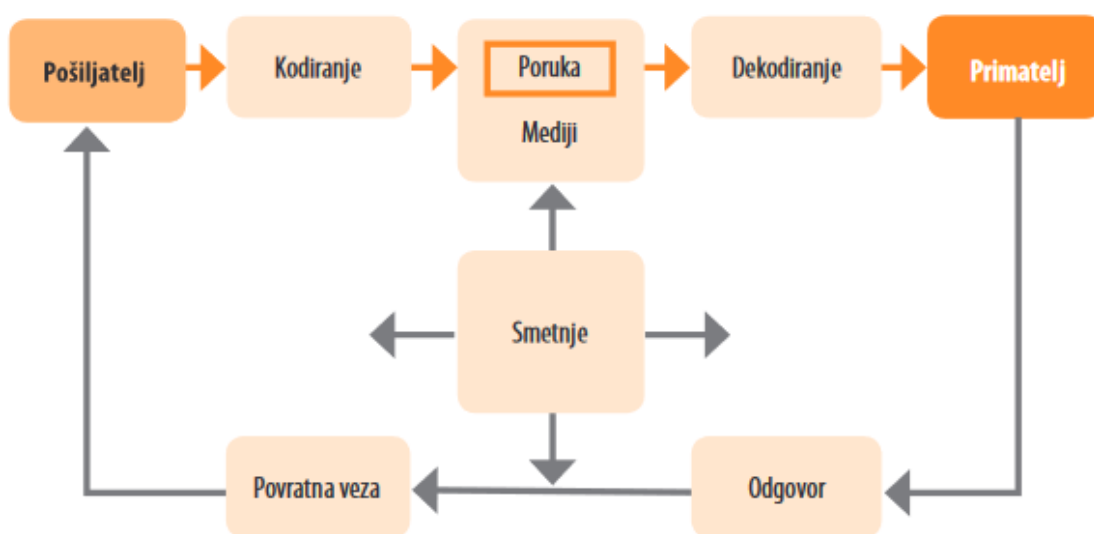 Pošiljatelj
Kodiranje
Poruka
Mediji
Dekodiranje
Primatelj
Smetnje
Povratna veza
Odgovor